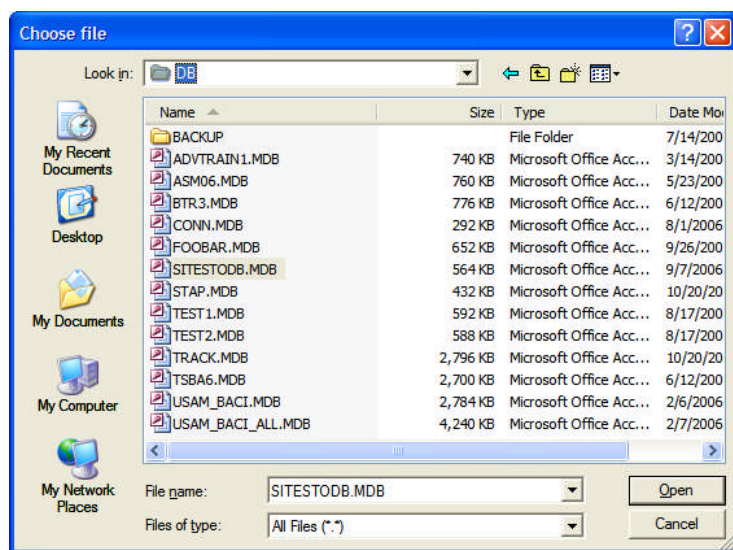 Choose file
Look in: DB
Name Size Type Date Mo
BACKUP File Folder 7/14/200
ADVTRAIN1.MDB 740 KB Microsoft Office Acc... 3/14/200
ASM06.MDB 760 KB Microsoft Office Acc... 5/23/200
BTR3.MDB 776 KB Microsoft Office Acc... 6/12/200
CONN.MDB 292 KB Microsoft Office Acc... 8/1/2006
FOOBAR.MDB 652 KB Microsoft Office Acc... 9/26/200
SITESTODB.MDB 564 KB Microsoft Office Acc... 9/7/2006
STAP.MDB 432 KB Microsoft Office Acc... 10/20/20
TEST1.MDB 592 KB Microsoft Office Acc... 8/17/200
TEST2.MDB 588 KB Microsoft Office Acc... 8/17/200
TRACK.MDB 2,796 KB Microsoft Office Acc... 10/20/20
TSBA6.MDB 2,700 KB Microsoft Office Acc... 6/12/200
USAM_BACI.MDB 2,784 KB Microsoft Office Acc... 2/6/2006
USAM_BACI_ALL.MDB 4,240 KB Microsoft Office Acc... 2/7/2006
My Recent
Documents
Desktop
My Documents
My Computer
My Network
Places
File name: SITESTODB.MDB Open
Files of type: All Files (*.*) Cancel